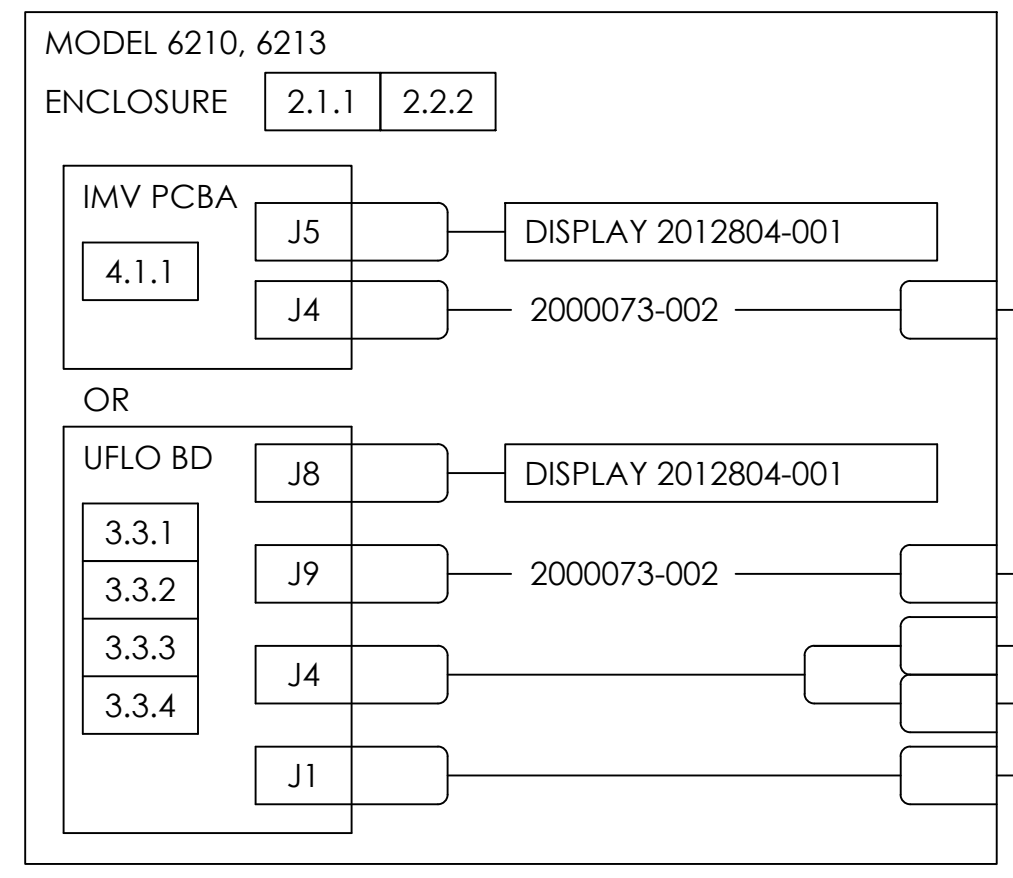 MODEL 6210, 6213
ENCLOSURE 2.1.1 2.2.2
IMV PCBA
4.1.1
J5 DISPLAY 2012804-001
J4 2000073-002
OR
UFLO BD
3.3.1
3.3.2
3.3.3
3.3.4
J8 DISPLAY 2012804-001
J9 2000073-002
J4
J1